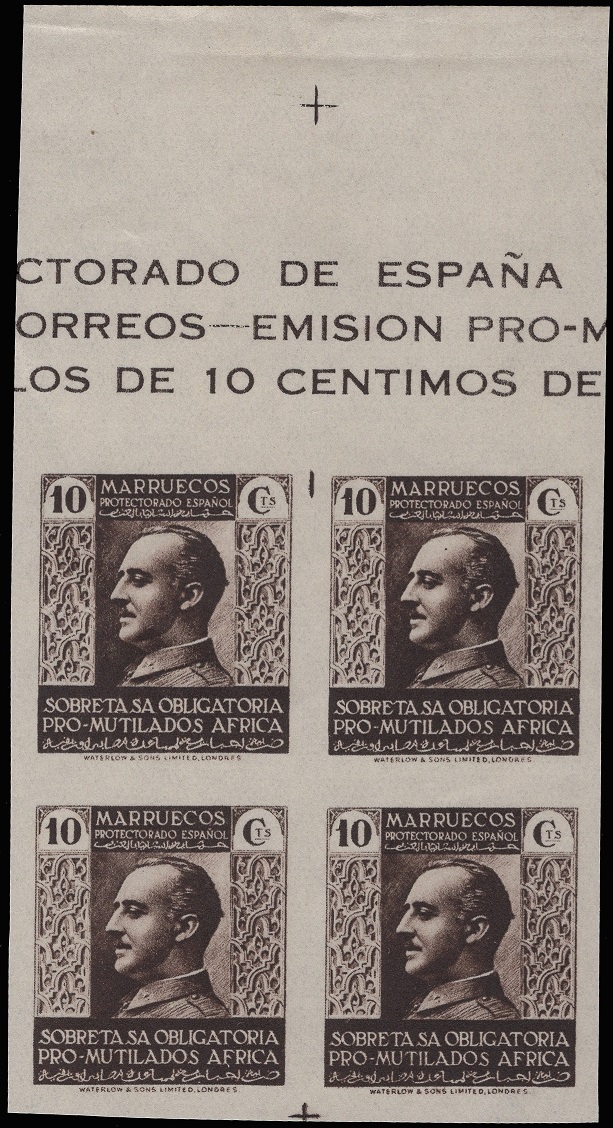 CTORADO DE ESPAÑA
ORREOS—EMISION PRO-M
LOS DE 10 CENTIMOS DE
10 MARRUECOS CTS
PROTECTORADO ESPAÑOL
SOBRETASA OBLIGATORIA
PRO-MUTILADOS AFRICA
WATERLOW & SONS LIMITED, LONDRES
10 MARRUECOS CTS
PROTECTORADO ESPAÑOL
SOBRETASA OBLIGATORIA
PRO-MUTILADOS AFRICA
WATERLOW & SONS LIMITED, LONDRES.
10 MARRUECOS CTS
PROTECTORADO ESPAÑOL
SOBRETASA OBLIGATORIA
PRO-MUTILADOS AFRICA
WATERLOW & SONS LIMITED, LONDRES
10 MARRUECOS CTS
PROTECTORADO ESPAÑOL
SOBRETASA OBLIGATORIA
PRO-MUTILADOS AFRICA
WATERLOW & SONS LIMITED, LONDRES.